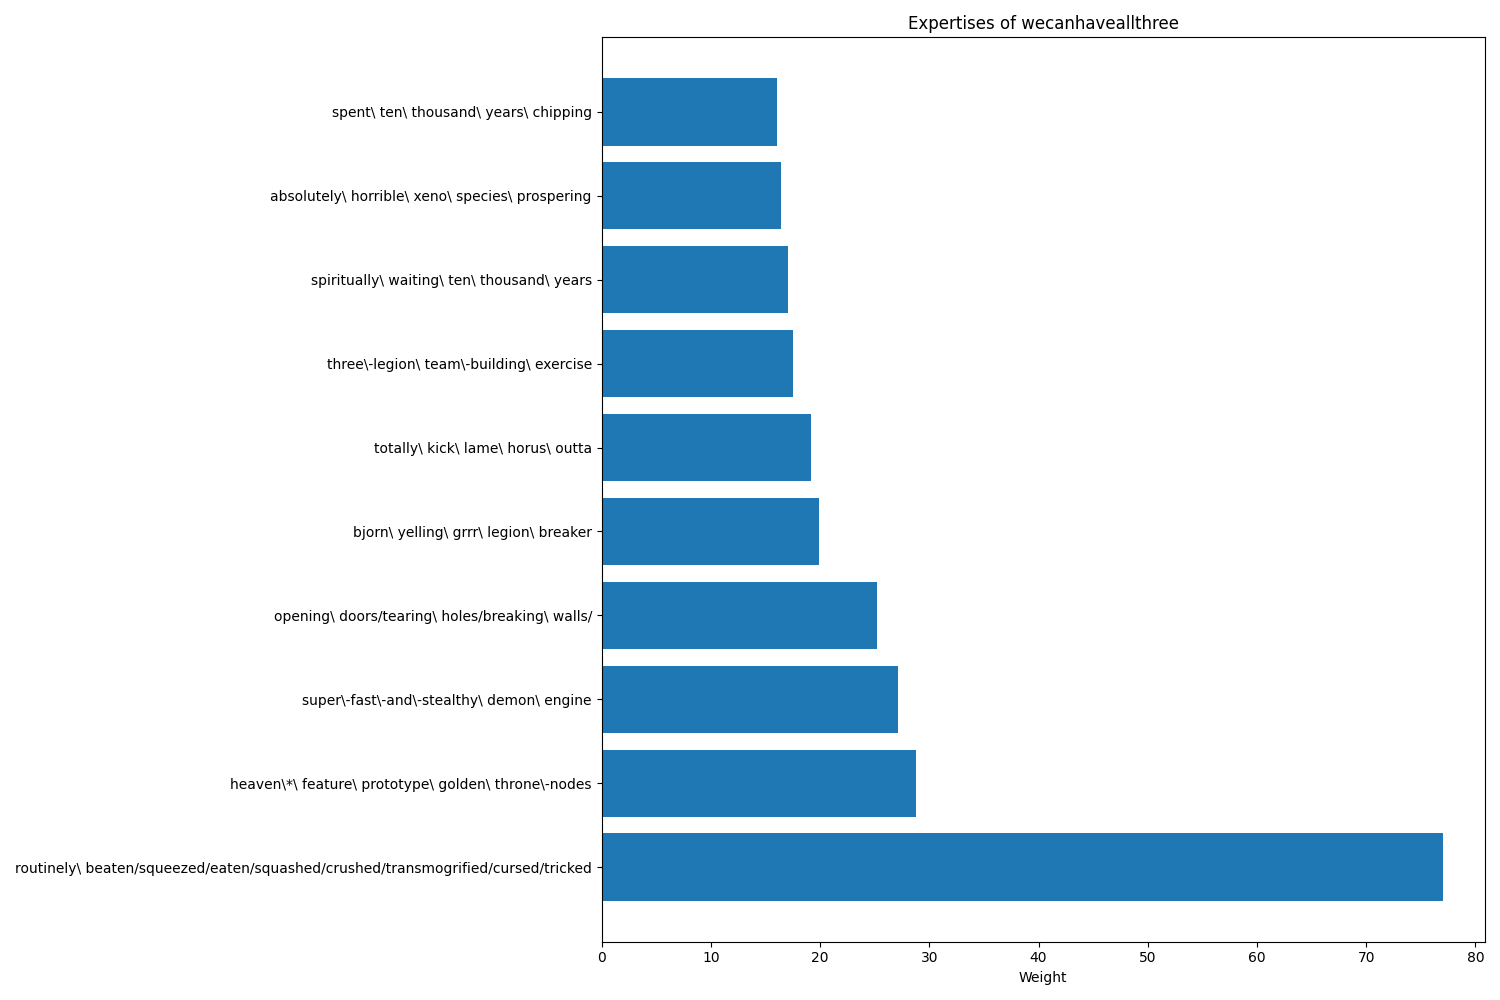 Expertises of wecanhaveallthree
spent\ ten\ thousand\ years\ chipping
absolutely\ horrible\ xeno\ species\ prospering
spiritually\ waiting\ ten\ thousand\ years
three\-legion\ team\-building\ exercise
totally\ kick\ lame\ horus\ outta
bjorn\ yelling\ grrr\ legion\ breaker
opening\ doors/tearing\ holes/breaking\ walls/
super\-fast\-and\-stealthy\ demon\ engine
heaven\*\ feature\ prototype\ golden\ throne\-nodes
routinely\ beaten/squeezed/eaten/squashed/crushed/transmogrified/cursed/tricked
0 10 20 30 40 50 60 70 80
Weight